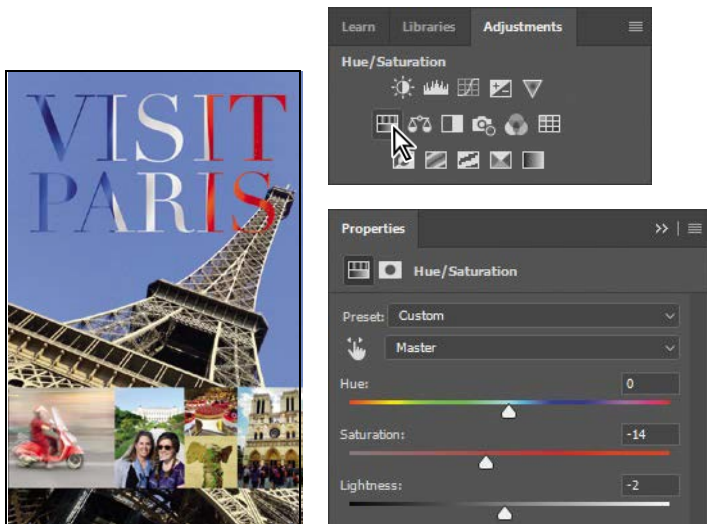 VISIT
PARIS
Learn Libraries Adjustments
Hue/Saturation
Properties
Hue/Saturation
Preset: Custom
Master
Hue: 0
Saturation: -14
Lightness: -2